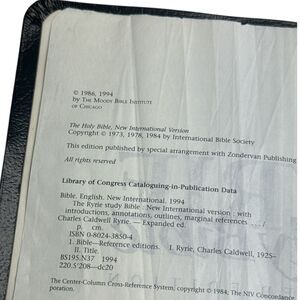 © 1986, 1994
by THE MOODY BIBLE INSTITUTE
OF CHICAGO
The Holy Bible, New International Version
Copyright © 1973, 1978, 1984 by International Bible Society
This edition published by special arrangement with Zondervan Publishing
All rights reserved
Library of Congress Cataloguing-in-Publication Data
Bible. English. New International. 1994
The Ryrie study Bible : New International version : with
introductions, annotations, outlines, marginal references . . . /
Charles Caldwell Ryrie. — Expanded ed.
p. cm.
ISBN 0-8024-3850-4
1. Bible—Reference editions. I. Ryrie, Charles Caldwell, 1925-
II. Title.
BS195.N37 1994
220.5'208—dc20
The Center-Column Cross-Reference System, copyright © 1984; The NIV Concordance
poration.